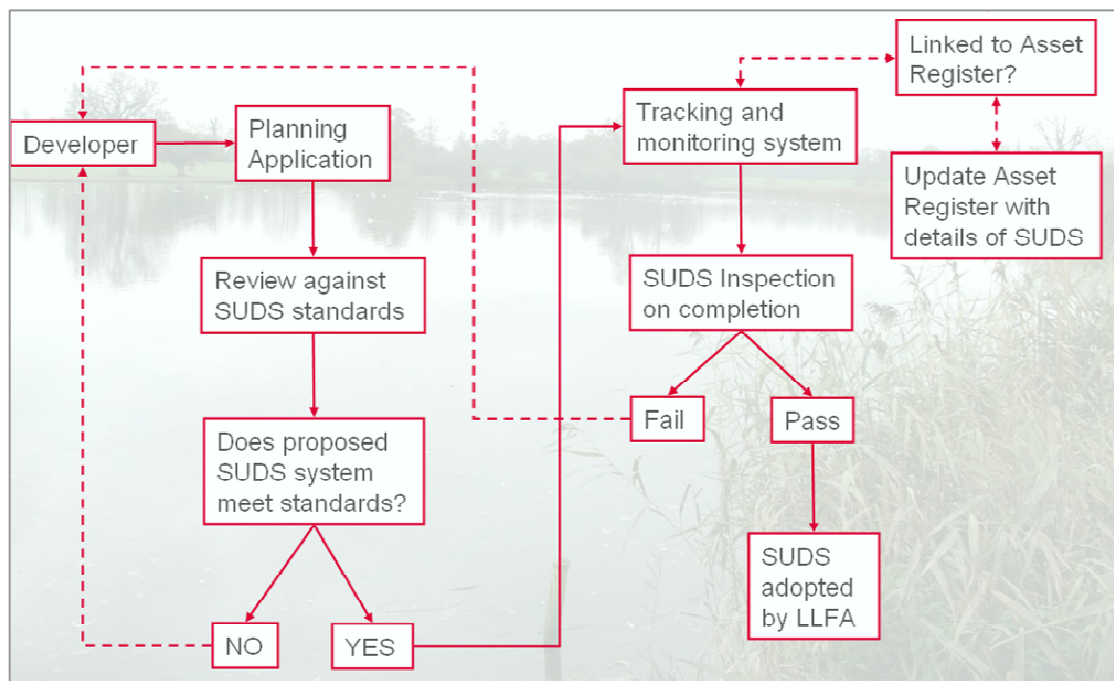 Developer
Planning
Application
Review against
SUDS standards
Does proposed
SUDS system
meet standards?
NO
YES
Tracking and
monitoring system
Linked to Asset
Register?
Update Asset
Register with
details of SUDS
SUDS Inspection
on completion
Fail
Pass
SUDS
adopted
by LLFA